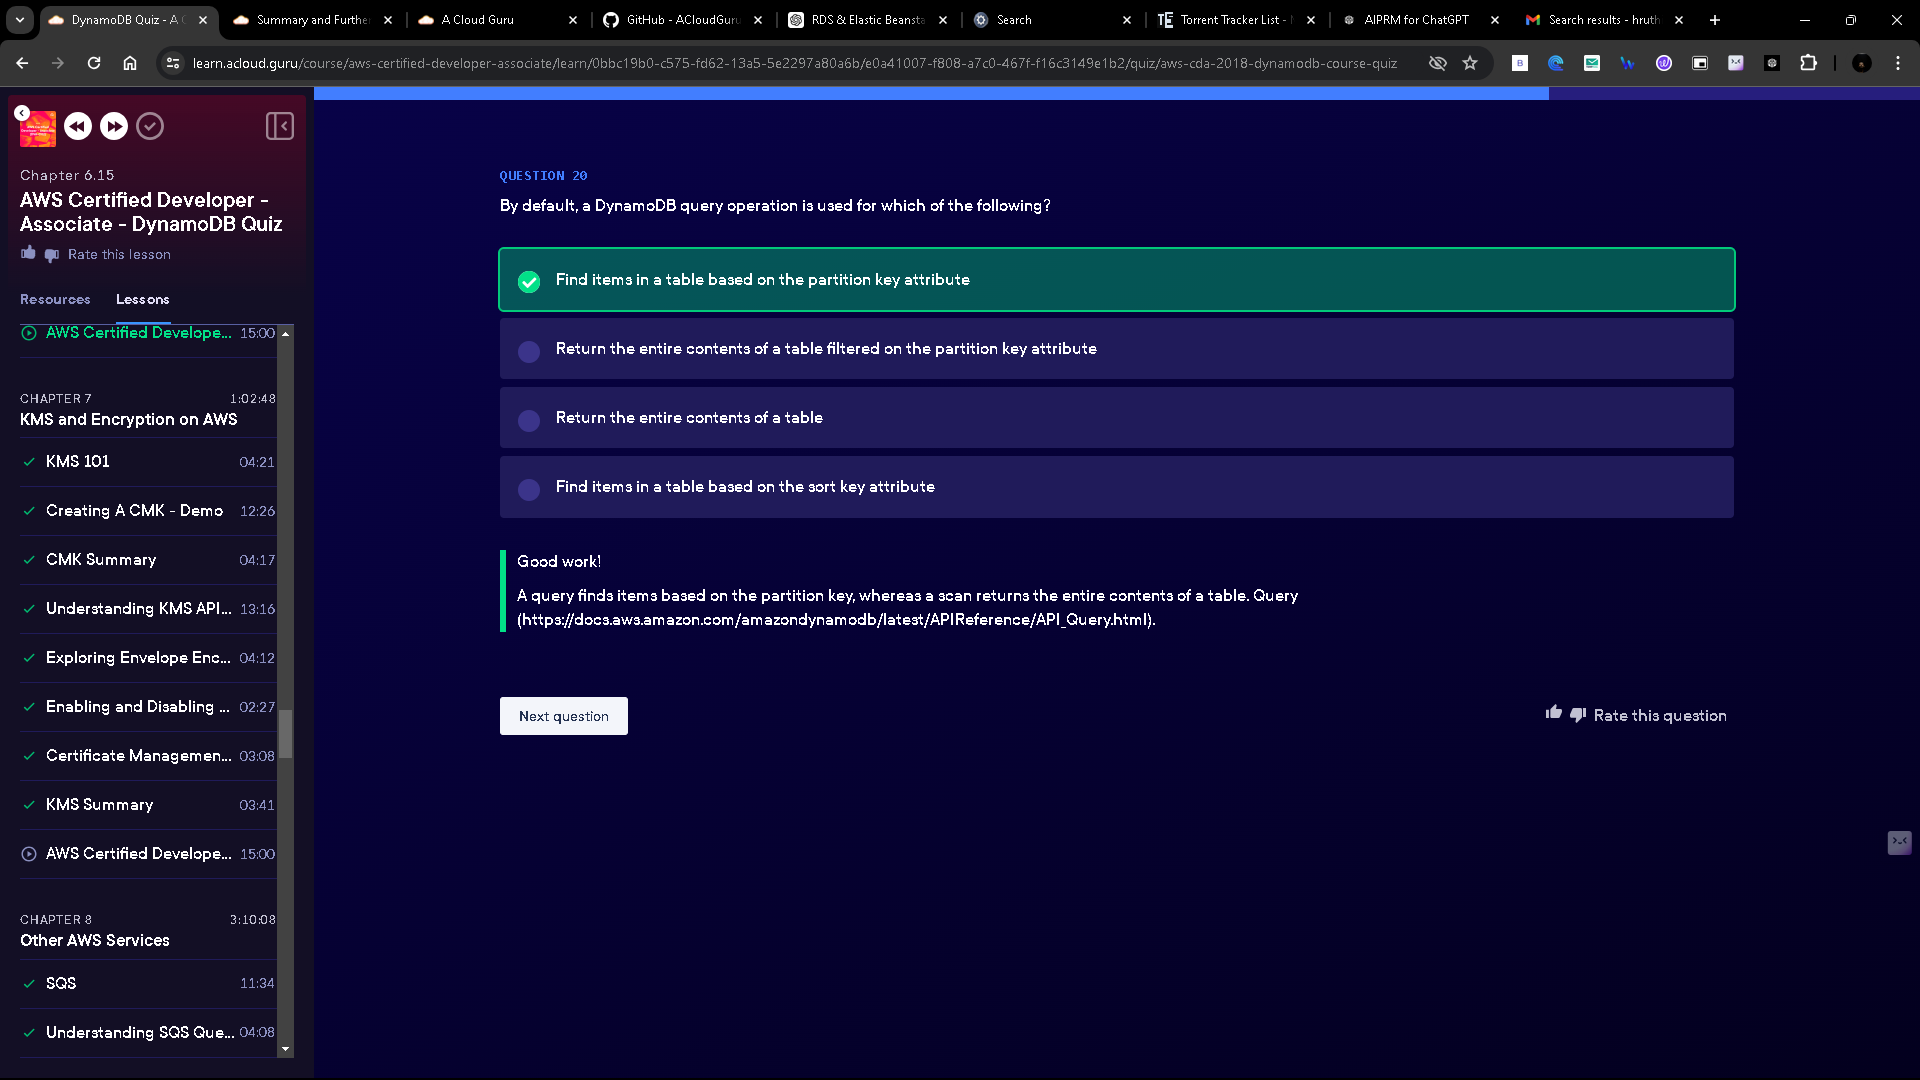 DynamoDB Quiz - A C
Summary and Further
A Cloud Guru
GitHub - ACloudGuru
RDS & Elastic Beansta
Search
Torrent Tracker List -
AIPRM for ChatGPT
Search results - hruth
learn.acloud.guru/course/aws-certified-developer-associate/learn/0bbc19b0-c575-fd62-13a5-5e2297a80a6b/e0a41007-f808-a7c0-467f-f16c3149e1b2/quiz/aws-cda-2018-dynamodb-course-quiz
Chapter 6.15
AWS Certified Developer -
Associate - DynamoDB Quiz
Rate this lesson
Resources Lessons
AWS Certified Develope... 15:00
CHAPTER 7 1:02:48
KMS and Encryption on AWS
KMS 101 04:21
Creating A CMK - Demo 12:26
CMK Summary 04:17
Understanding KMS API... 13:16
Exploring Envelope Enc... 04:12
Enabling and Disabling ... 02:27
Certificate Managemen... 03:08
KMS Summary 03:41
AWS Certified Develope... 15:00
CHAPTER 8 3:10:08
Other AWS Services
SQS 11:34
Understanding SQS Que... 04:08
QUESTION 20
By default, a DynamoDB query operation is used for which of the following?
Find items in a table based on the partition key attribute
Return the entire contents of a table filtered on the partition key attribute
Return the entire contents of a table
Find items in a table based on the sort key attribute
Good work!
A query finds items based on the partition key, whereas a scan returns the entire contents of a table. Query
(https://docs.aws.amazon.com/amazondynamodb/latest/APIReference/API_Query.html).
Next question
Rate this question